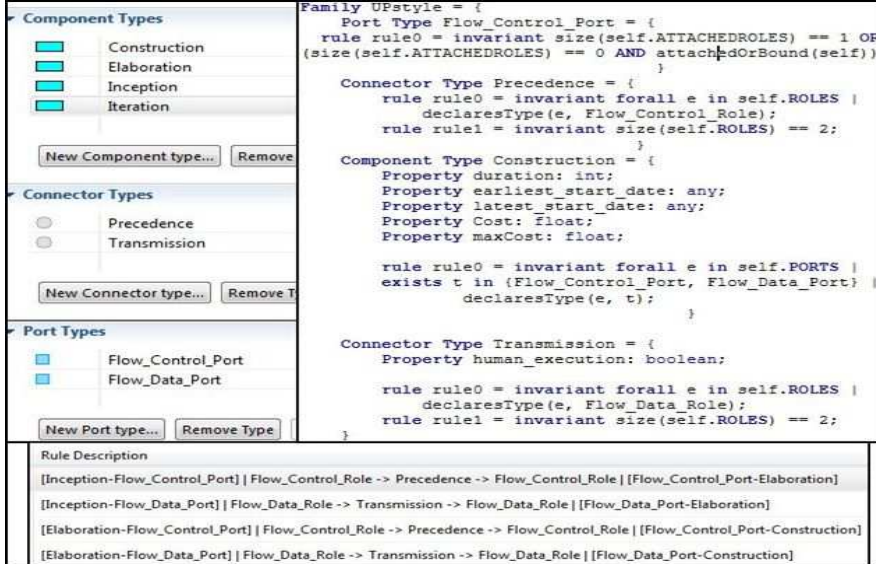 Component Types
Construction
Elaboration
Inception
Iteration
New Component type... Remove
Connector Types
Precedence
Transmission
New Connector type... Remove T
Port Types
Flow_Control_Port
Flow_Data_Port
New Port type... Remove Type
Family UPstyle = {
Port Type Flow_Control_Port = {
rule rule0 = invariant size(self.ATTACHEDROLES) == 1 OR
(size(self.ATTACHEDROLES) == 0 AND attachedOrBound(self))
}
Connector Type Precedence = {
rule rule0 = invariant forall e in self.ROLES |
declaresType(e, Flow_Control_Role);
rule rule1 = invariant size(self.ROLES) == 2;
}
Component Type Construction = {
Property duration: int;
Property earliest_start_date: any;
Property latest_start_date: any;
Property Cost: float;
Property maxCost: float;
rule rule0 = invariant forall e in self.PORTS |
exists t in {Flow_Control_Port, Flow_Data_Port} |
declaresType(e, t);
}
Connector Type Transmission = {
Property human_execution: boolean;
rule rule0 = invariant forall e in self.ROLES |
declaresType(e, Flow_Data_Role);
rule rule1 = invariant size(self.ROLES) == 2;
}
Rule Description
[Inception-Flow_Control_Port] | Flow_Control_Role -> Precedence -> Flow_Control_Role | [Flow_Control_Port-Elaboration]
[Inception-Flow_Data_Port] | Flow_Data_Role -> Transmission -> Flow_Data_Role | [Flow_Data_Port-Elaboration]
[Elaboration-Flow_Control_Port] | Flow_Control_Role -> Precedence -> Flow_Control_Role | [Flow_Control_Port-Construction]
[Elaboration-Flow_Data_Port] | Flow_Data_Role -> Transmission -> Flow_Data_Role | [Flow_Data_Port-Construction]